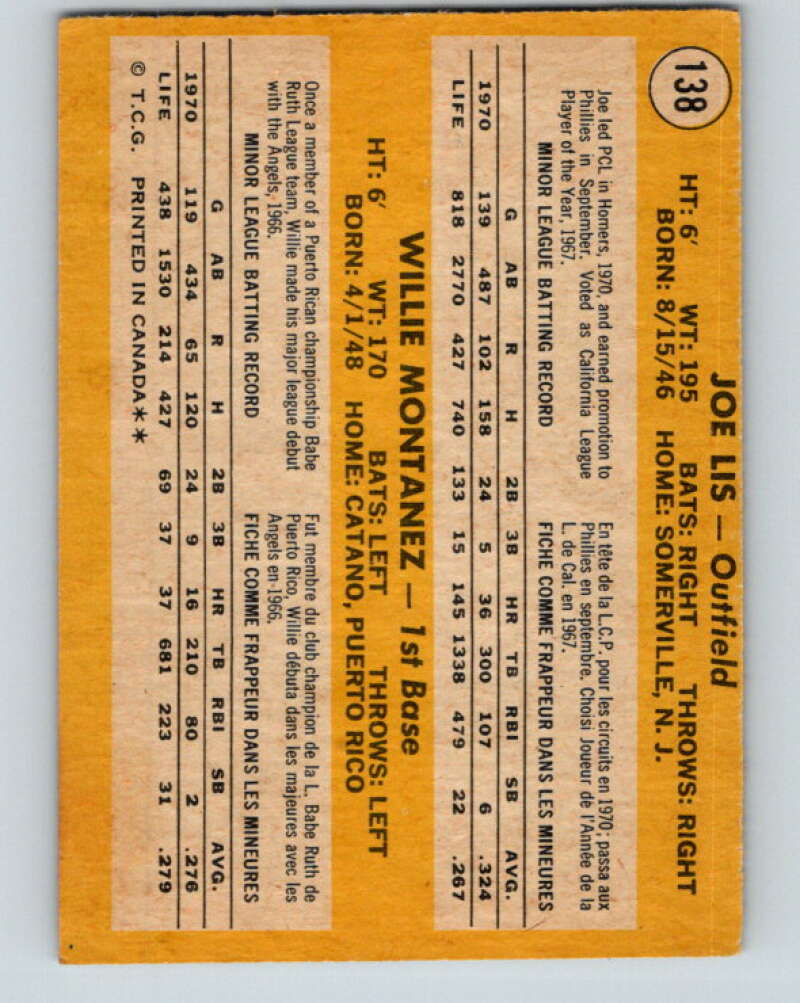 138
JOE LIS — Outfield
HT: 6' WT: 195 BATS: RIGHT THROWS: RIGHT
BORN: 8/15/46 HOME: SOMERVILLE, N. J.
Joe led PCL in Homers, 1970, and earned promotion to
Phillies in September. Voted as California League
Player of the Year, 1967.
En tête de la L.C.P. pour les circuits en 1970; passa aux
Phillies en septembre. Choisi Joueur de l'Année de la
L. de Cal. en 1967.
MINOR LEAGUE BATTING RECORD FICHE COMME FRAPPEUR DANS LES MINEURES
G AB R H 2B 3B HR TB RBI SB AVG.
1970 139 487 102 158 24 5 36 300 107 6 .324
LIFE 818 2770 427 740 133 15 145 1338 479 22 .267
WILLIE MONTANEZ — 1st Base
HT: 6' WT: 170 BATS: LEFT THROWS: LEFT
BORN: 4/1/48 HOME: CATANO, PUERTO RICO
Once a member of a Puerto Rican championship Babe
Ruth League team, Willie made his major league debut
with the Angels, 1966.
Fut membre du club champion de la L. Babe Ruth de
Puerto Rico, Willie débuta dans les majeures avec les
Angels en 1966.
MINOR LEAGUE BATTING RECORD FICHE COMME FRAPPEUR DANS LES MINEURES
G AB R H 2B 3B HR TB RBI SB AVG.
1970 119 434 65 120 24 9 16 210 80 2 .276
LIFE 438 1530 214 427 69 37 37 681 223 31 .279
© T.C.G. PRINTED IN CANADA**